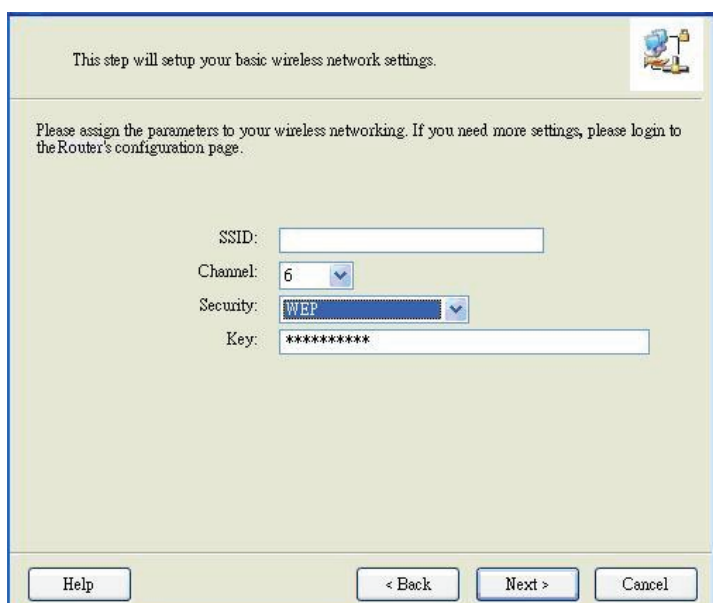 This step will setup your basic wireless network settings.
Please assign the parameters to your wireless networking. If you need more settings, please login to
the Router's configuration page.
SSID:
Channel: 6
Security: WEP
Key: **********
Help < Back Next > Cancel